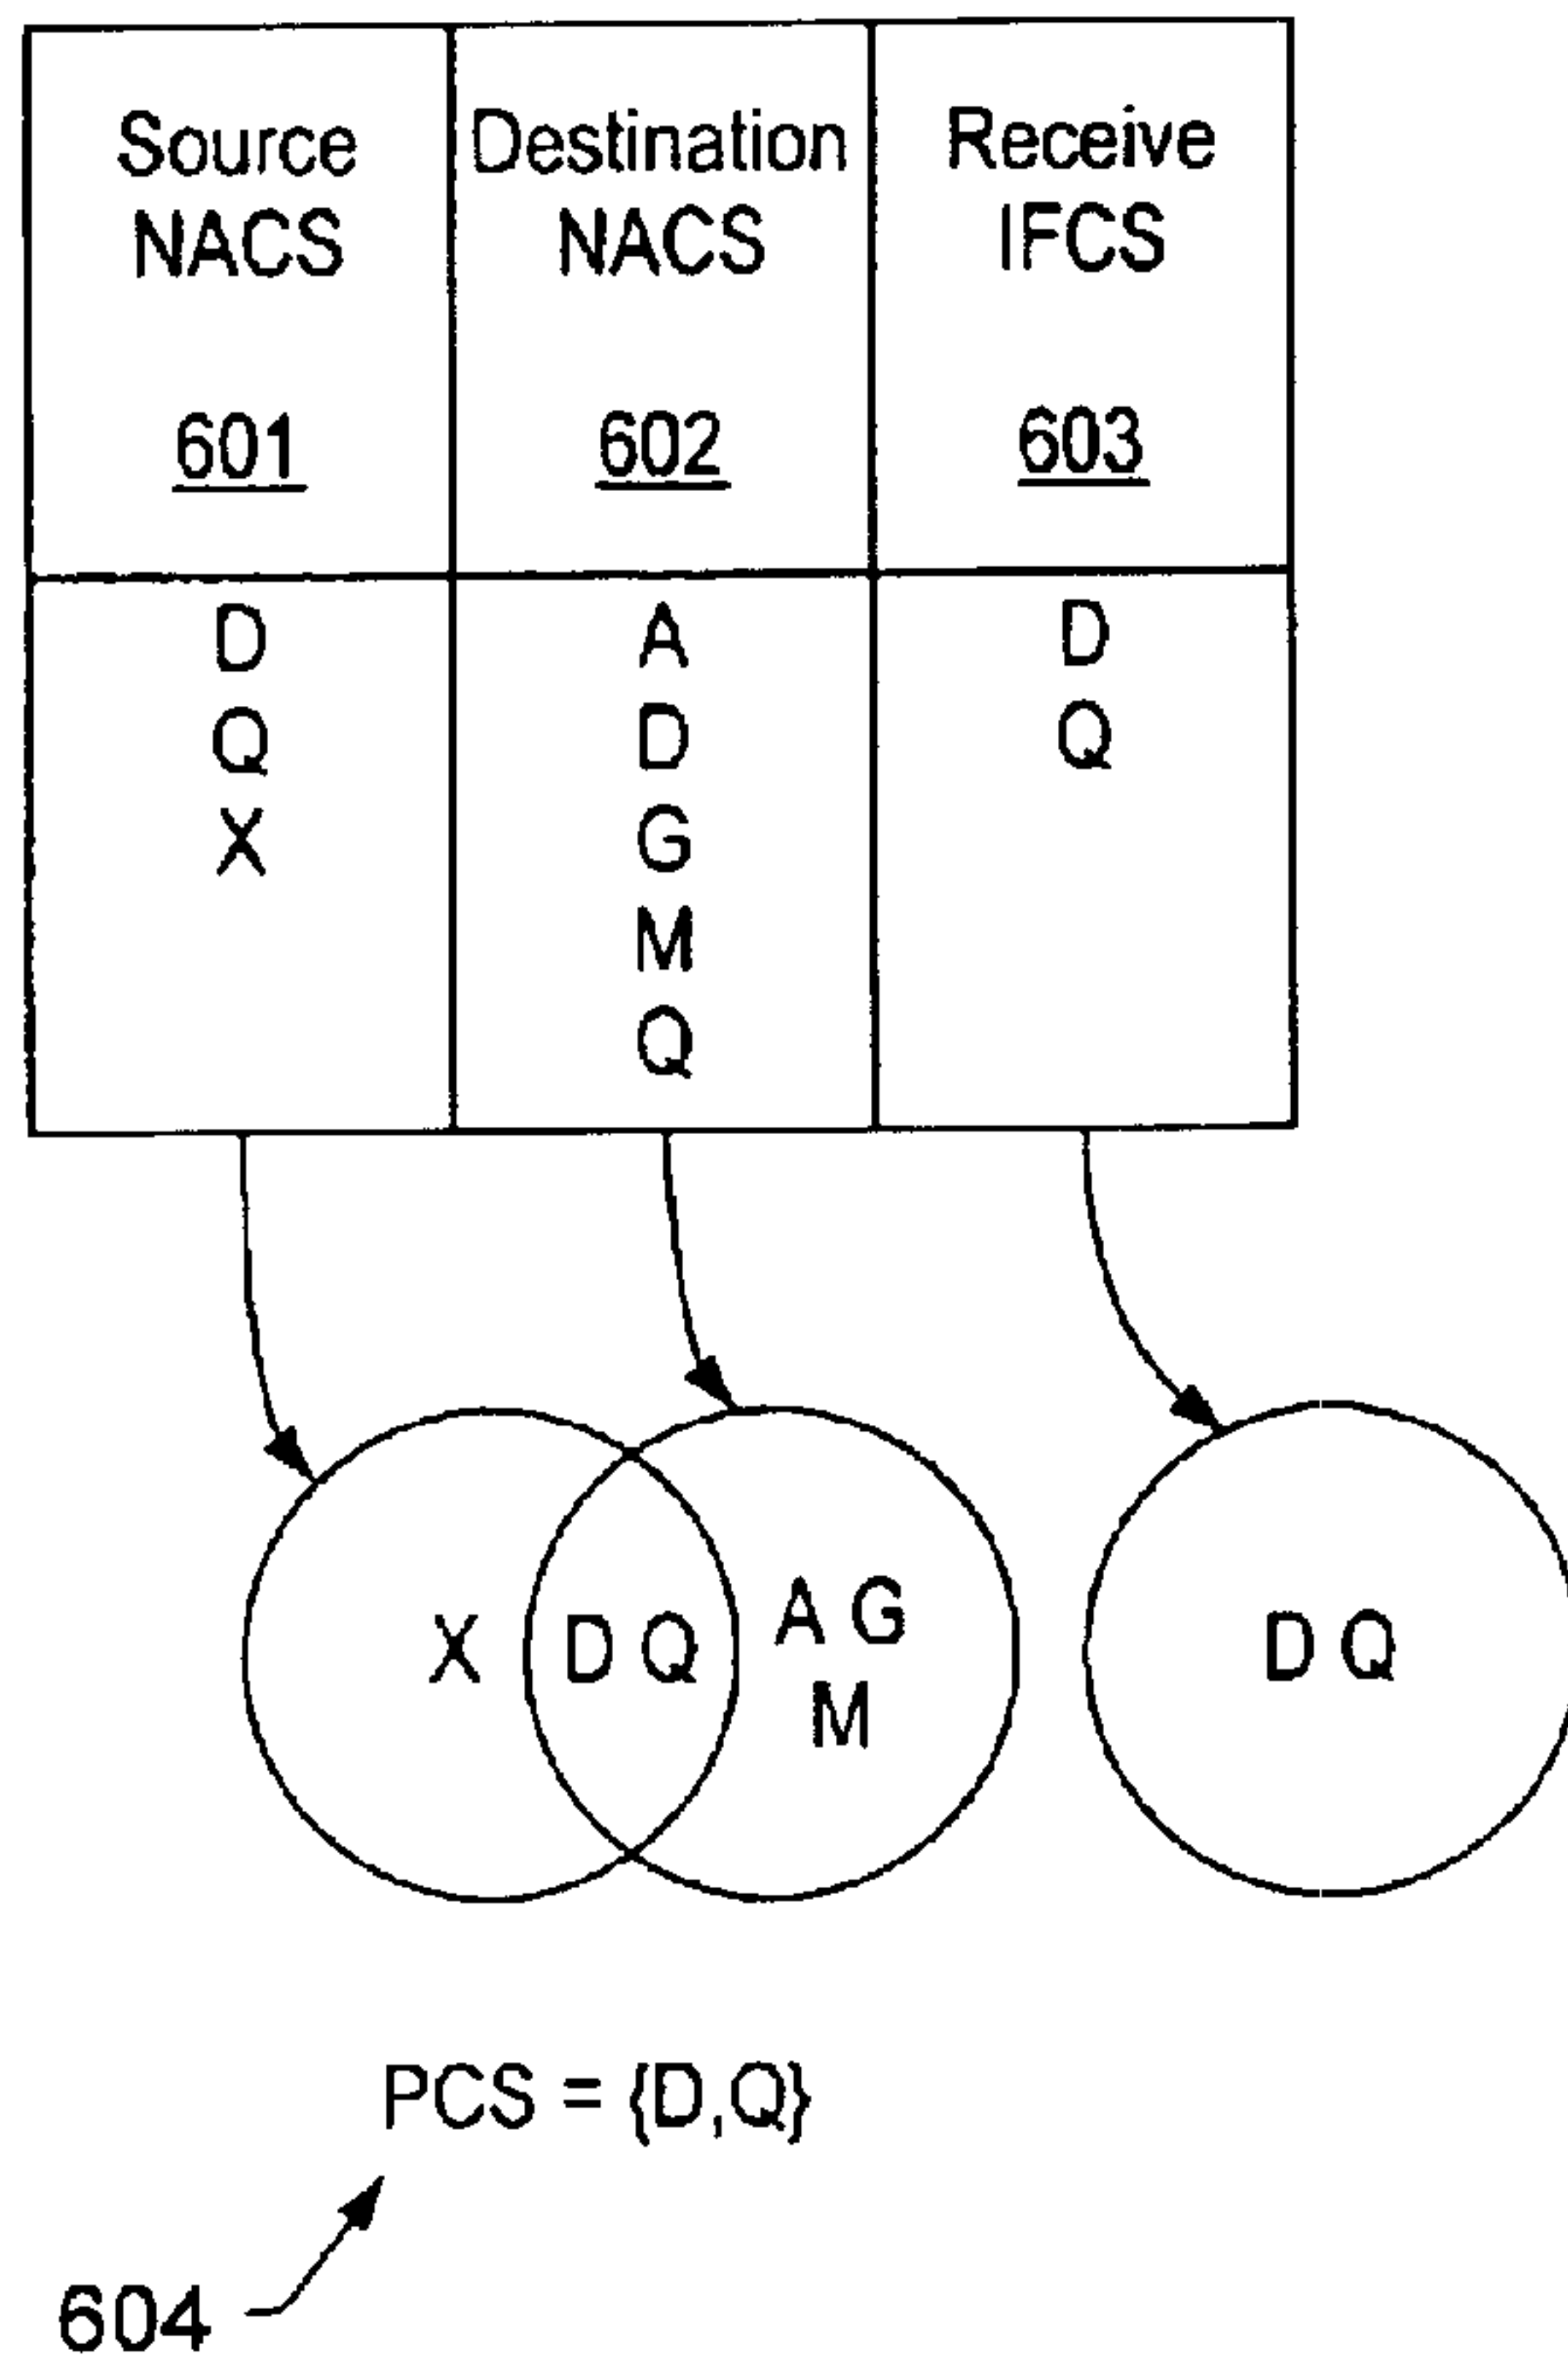 Source Destination Receive
NACS NACS IFCS
601 602 603
D A D
Q D Q
X G
M
Q
X D Q A G D Q
M
PCS = {D,Q}
604